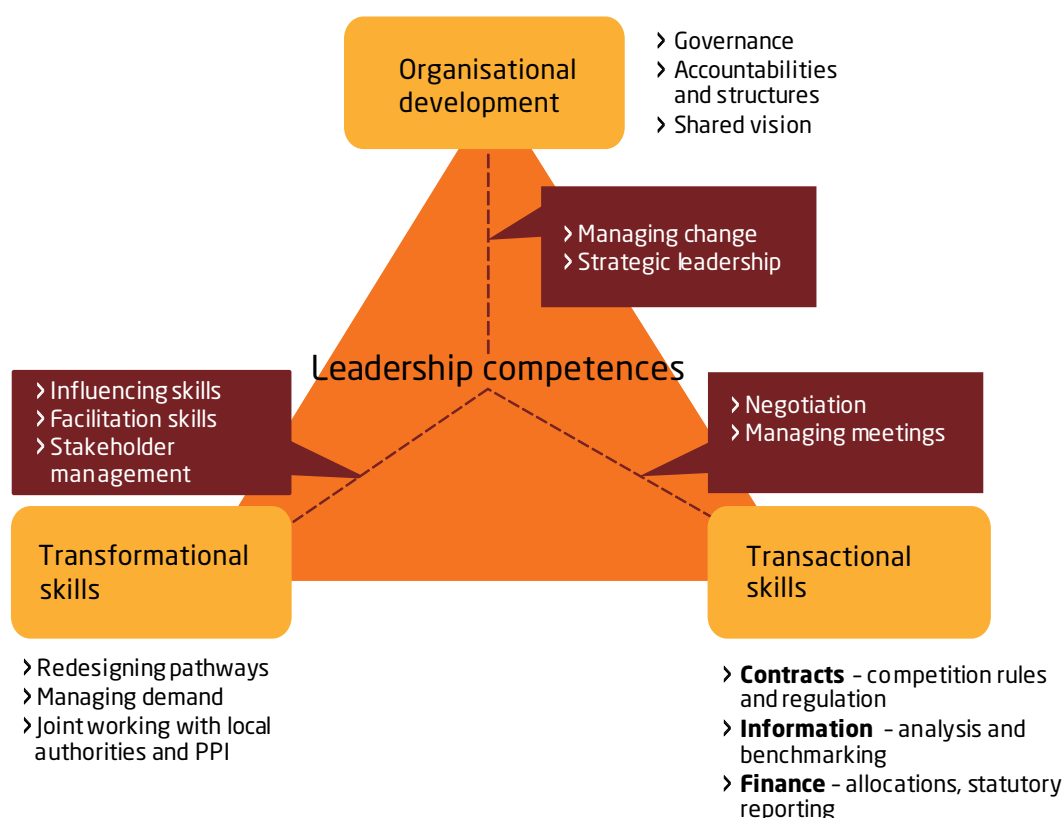 Organisational
development
> Governance
> Accountabilities
and structures
> Shared vision
> Managing change
> Strategic leadership
Leadership competences
> Influencing skills
> Facilitation skills
> Stakeholder
management
> Negotiation
> Managing meetings
Transformational
skills
Transactional
skills
> Redesigning pathways
> Managing demand
> Joint working with local
authorities and PPI
> Contracts – competition rules
and regulation
> Information – analysis and
benchmarking
> Finance – allocations, statutory
reporting